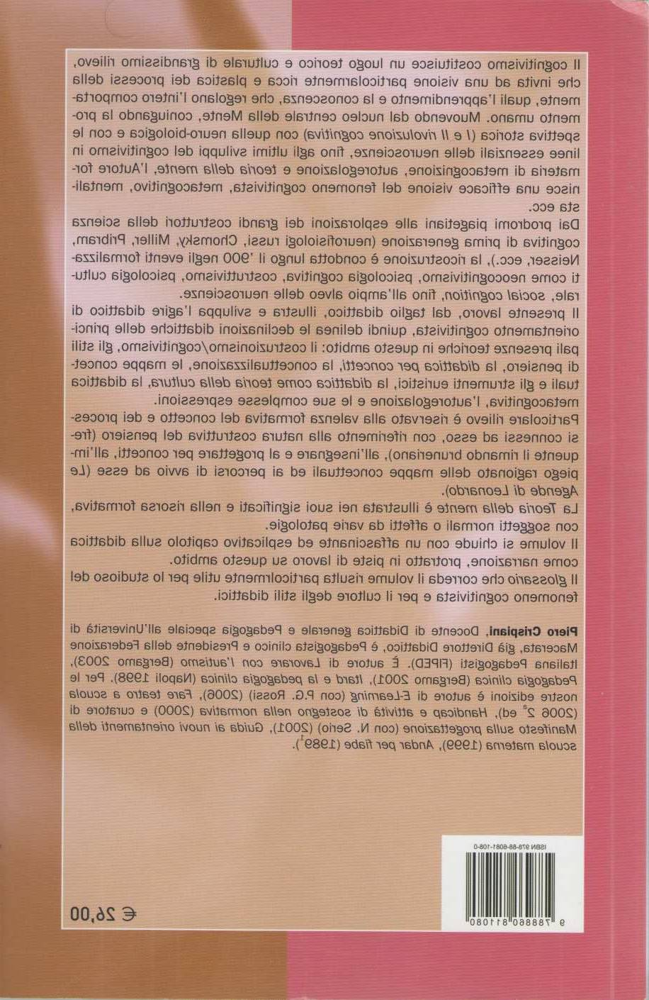 Il cognitivismo costituisce un luogo teorico e culturale di grandissimo rilievo,
che invita ad una visione particolarmente ricca e plastica dei processi della
mente, quali l'apprendimento e la conoscenza, che regolano l'intero comporta-
mento umano. Muovendo dal nucleo centrale della Mente, coniugando la pro-
spettiva storica (I e II rivoluzione cognitiva) con quella neuro-biologica e con le
linee essenziali delle neuroscienze, fino agli ultimi sviluppi del cognitivismo in
materia di metacognizione, autoregolazione e teoria della mente, l'Autore for-
nisce una efficace visione del fenomeno cognitivista, metacognitivo, mentali-
sta ecc.
Dai prodromi piagetiani alle esplorazioni dei grandi costruttori della scienza
cognitiva di prima generazione (neurofisiologi russi, Chomsky, Miller, Pribram,
Neisser, ecc.), la ricostruzione è condotta lungo il '900 negli eventi formalizza-
ti come neocognitivismo, psicologia cognitiva, costruttivismo, psicologia cultu-
rale, social cognition, fino all'ampio alveo delle neuroscienze.
Il presente lavoro, dal taglio didattico, illustra e sviluppa l'agire didattico di
orientamento cognitivista, quindi delinea le declinazioni didattiche delle princi-
pali presenze teoriche in questo ambito: il costruzionismo/cognitivismo, gli stili
di pensiero, la didattica per concetti, la concettualizzazione, le mappe concet-
tuali e gli strumenti euristici, la didattica come teoria della cultura, la didattica
metacognitiva, l'autoregolazione e le sue complesse espressioni.
Particolare rilievo è riservato alla valenza formativa del concetto e dei proces-
si connessi ad esso, con riferimento alla natura costruttiva del pensiero (fre-
quente il rimando bruneriano), all'insegnare e al progettare per concetti, all'im-
piego ragionato delle mappe concettuali ed ai percorsi di avvio ad esse (Le
Agende di Leonardo).
La Teoria della mente è illustrata nei suoi significati e nella risorsa formativa,
con soggetti normali o affetti da varie patologie.
Il volume si chiude con un affascinante ed esplicativo capitolo sulla didattica
come narrazione, protratto in piste di lavoro su questo ambito.
Il glossario che correda il volume risulta particolrmente utile per lo studioso del
fenomeno cognitivista e per il cultore degli stili didattici.
Piero Crispiani, Docente di Didattica generale e Pedagogia speciale all'Università di
Macerata, già Direttore Didattico, è Pedagogista clinico e Presidente della Federazione
Italiana Pedagogisti (FIPED). È autore di Lavorare con l'autismo (Bergamo 2003),
Pedagogia clinica (Bergamo 2001), Itard e la pedagogia clinica (Napoli 1998). Per le
nostre edizioni è autore di E-Learning (con P.G. Rossi) (2006), Fare teatro a scuola
(2006 2ª ed), Handicap e attività di sostegno nella normativa (2000) e curatore di
Manifesto sulla progettazione (con N. Serio) (2001), Guida ai nuovi orientamenti della
scuola materna (1999), Andar per fiabe (1989¹).
ISBN 978-88-6081-108-0
9 788860 811080
€ 26,00